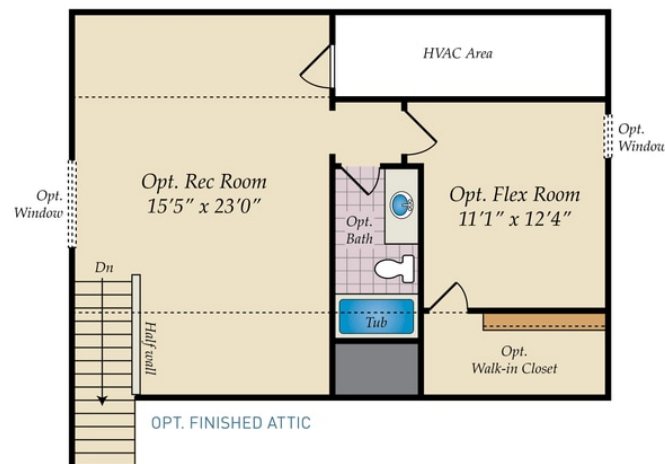 HVAC Area
Opt.
Window
Opt. Rec Room
15'5" x 23'0"
Opt. Flex Room
11'1" x 12'4"
Opt.
Window
Opt.
Bath
Dn
Half wall
Tub
Opt.
Walk-in Closet
OPT. FINISHED ATTIC